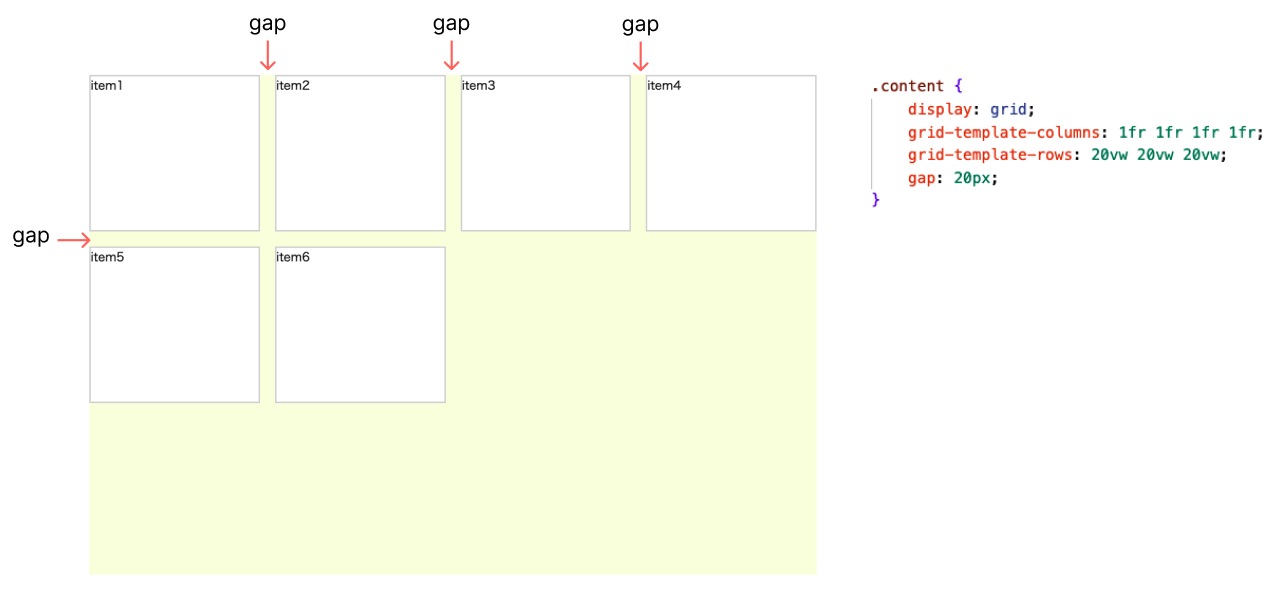 gap
gap
gap
item1
item2
item3
item4
gap
item5
item6
.content {
display: grid;
grid-template-columns: 1fr 1fr 1fr 1fr;
grid-template-rows: 20vw 20vw 20vw;
gap: 20px;
}